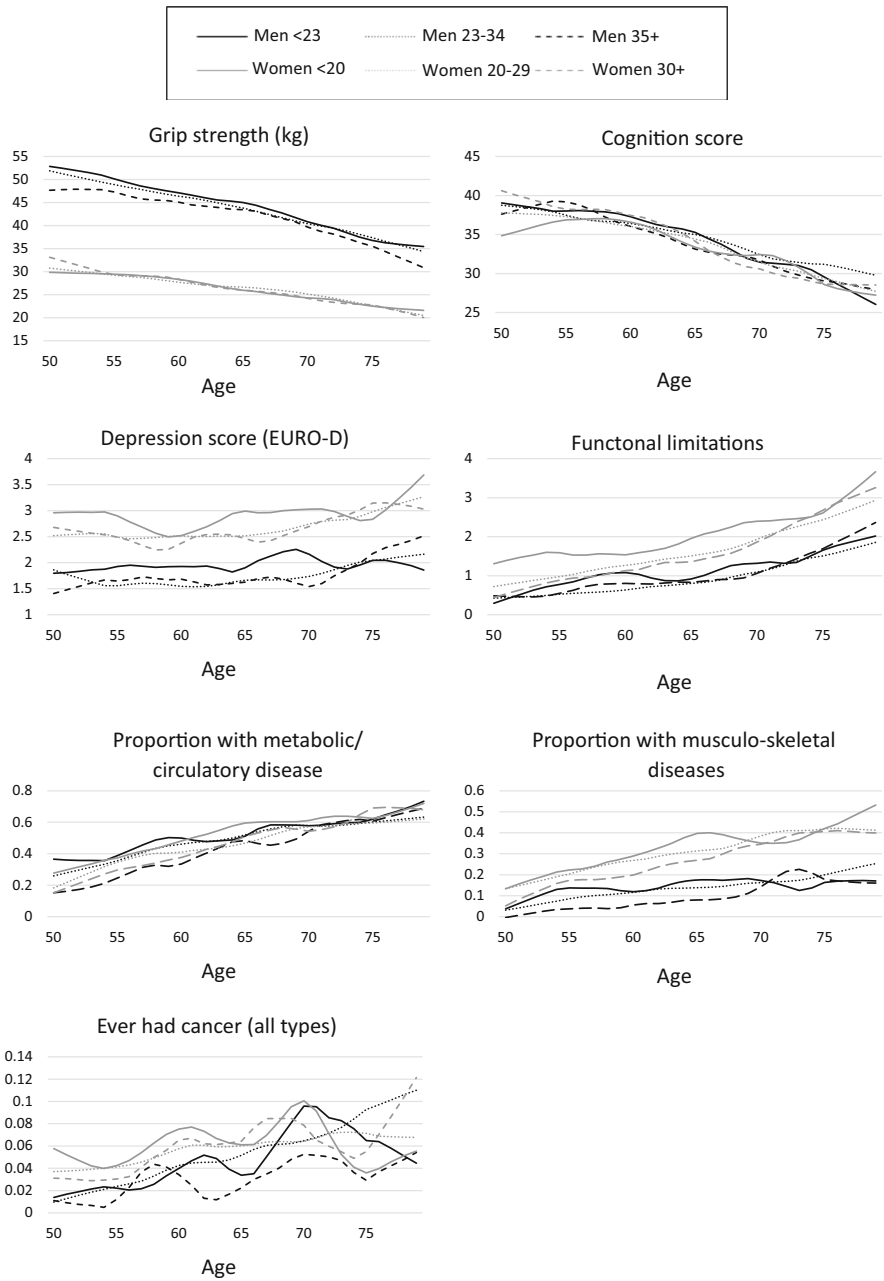 Men <23 Men 23-34 Men 35+
Women <20 Women 20-29 Women 30+
Grip strength (kg)
55
50
45
40
35
30
25
20
15
50 55 60 65 70 75
Age
Cognition score
45
40
35
30
25
50 55 60 65 70 75
Age
Depression score (EURO-D)
4
3.5
3
2.5
2
1.5
1
50 55 60 65 70 75
Age
Functonal limitations
4
3
2
1
0
50 55 60 65 70 75
Age
Proportion with metabolic/
circulatory disease
0.8
0.6
0.4
0.2
0
50 55 60 65 70 75
Age
Proportion with musculo-skeletal
diseases
0.6
0.5
0.4
0.3
0.2
0.1
0
50 55 60 65 70 75
Age
Ever had cancer (all types)
0.14
0.12
0.1
0.08
0.06
0.04
0.02
0
50 55 60 65 70 75
Age